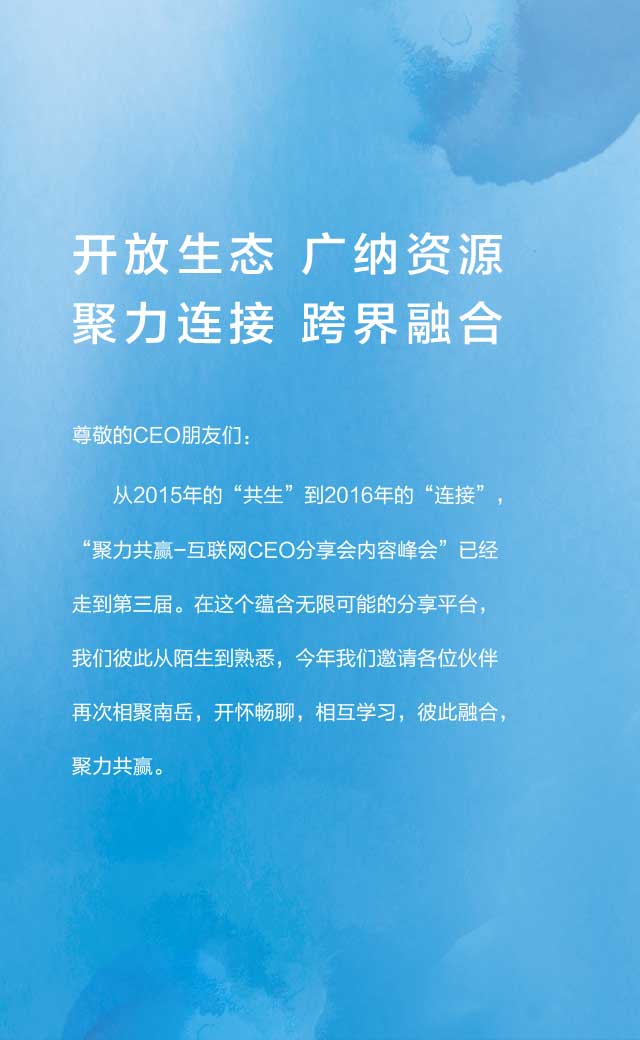 开放生态 广纳资源
聚力连接 跨界融合
尊敬的CEO朋友们：
从2015年的“共生”到2016年的“连接”，
“聚力共赢-互联网CEO分享会内容峰会”已经
走到第三届。在这个蕴含无限可能的分享平台，
我们彼此从陌生到熟悉，今年我们邀请各位伙伴
再次相聚南岳，开怀畅聊，相互学习，彼此融合，
聚力共赢。